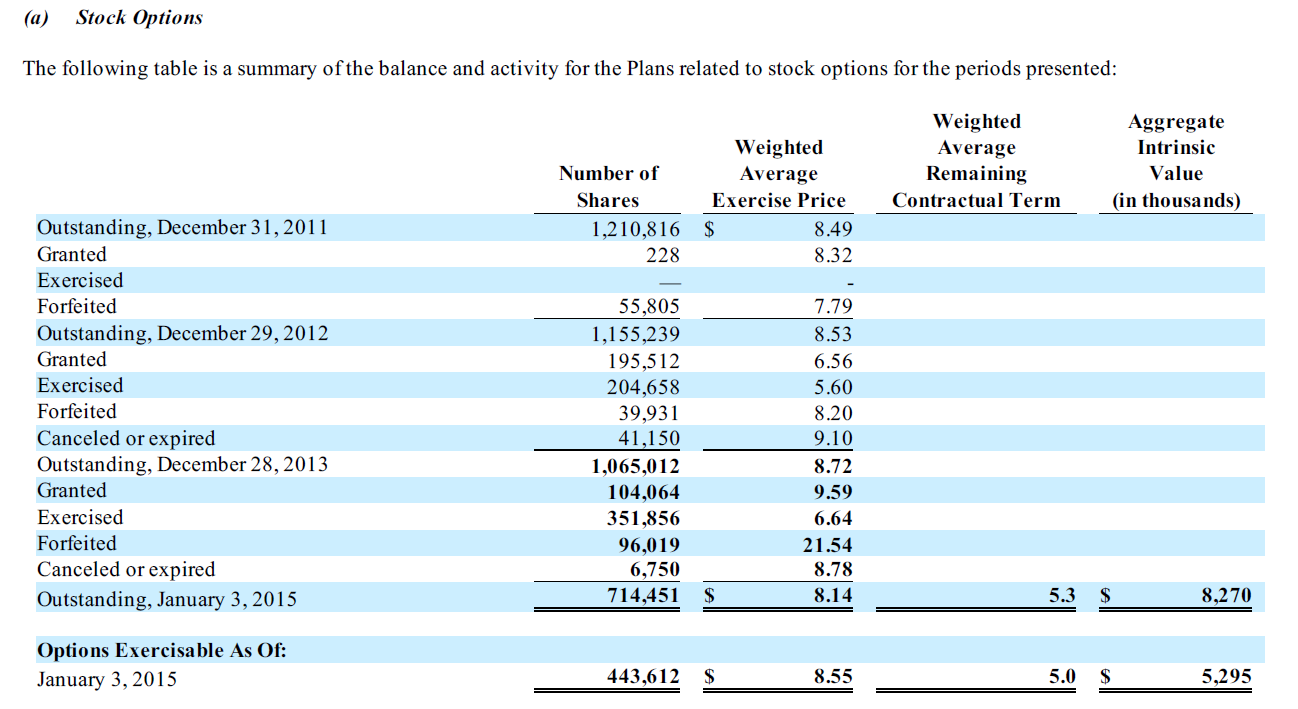 (a) Stock Options
The following table is a summary of the balance and activity for the Plans related to stock options for the periods presented:
Number of Shares Weighted Average Exercise Price Weighted Average Remaining Contractual Term Aggregate Intrinsic Value (in thousands)
Outstanding, December 31, 2011 1,210,816 $ 8.49
Granted 228 8.32
Exercised — -
Forfeited 55,805 7.79
Outstanding, December 29, 2012 1,155,239 8.53
Granted 195,512 6.56
Exercised 204,658 5.60
Forfeited 39,931 8.20
Canceled or expired 41,150 9.10
Outstanding, December 28, 2013 1,065,012 8.72
Granted 104,064 9.59
Exercised 351,856 6.64
Forfeited 96,019 21.54
Canceled or expired 6,750 8.78
Outstanding, January 3, 2015 714,451 $ 8.14 5.3 $ 8,270
Options Exercisable As Of:
January 3, 2015 443,612 $ 8.55 5.0 $ 5,295